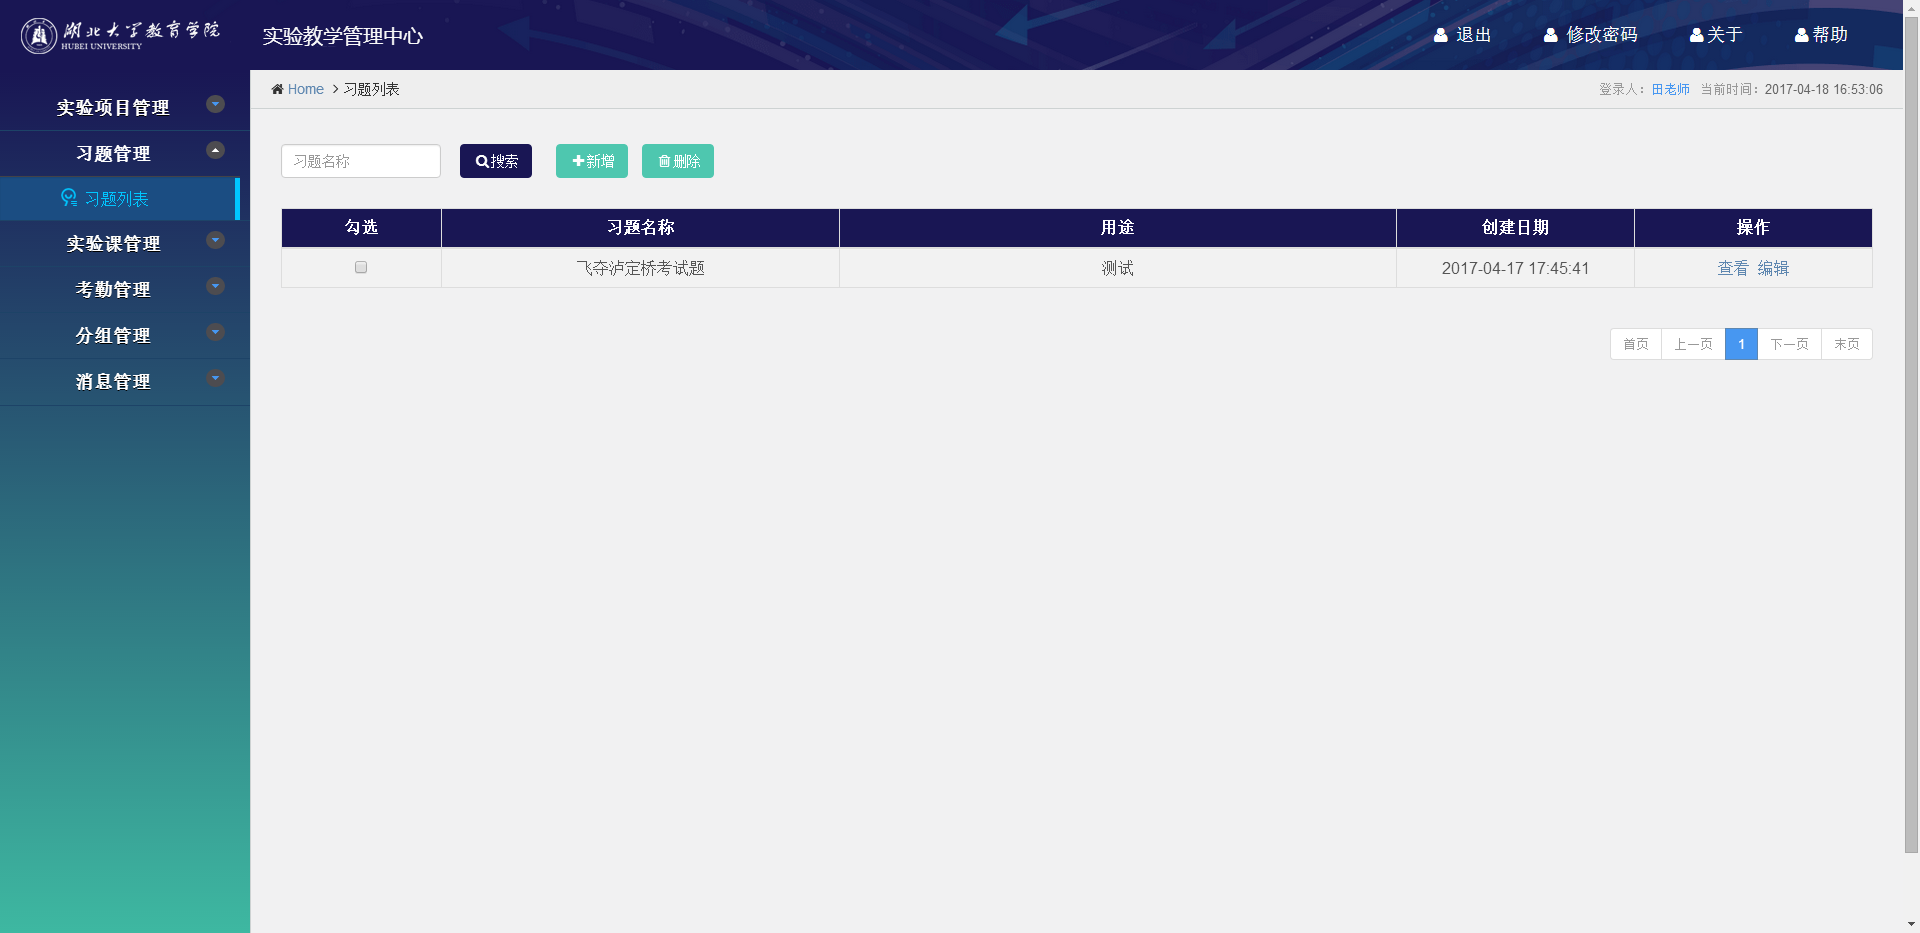 湖北大学教育学院
HUBEI UNIVERSITY
实验教学管理中心
退出 修改密码 关于 帮助
Home 习题列表
登录人：田老师 当前时间：2017-04-18 16:53:06
实验项目管理
习题管理
习题列表
实验课管理
考勤管理
分组管理
消息管理
习题名称 搜索 新增 删除
勾选 习题名称 用途 创建日期 操作
飞夺泸定桥考试题 测试 2017-04-17 17:45:41 查看 编辑
首页 上一页 1 下一页 末页